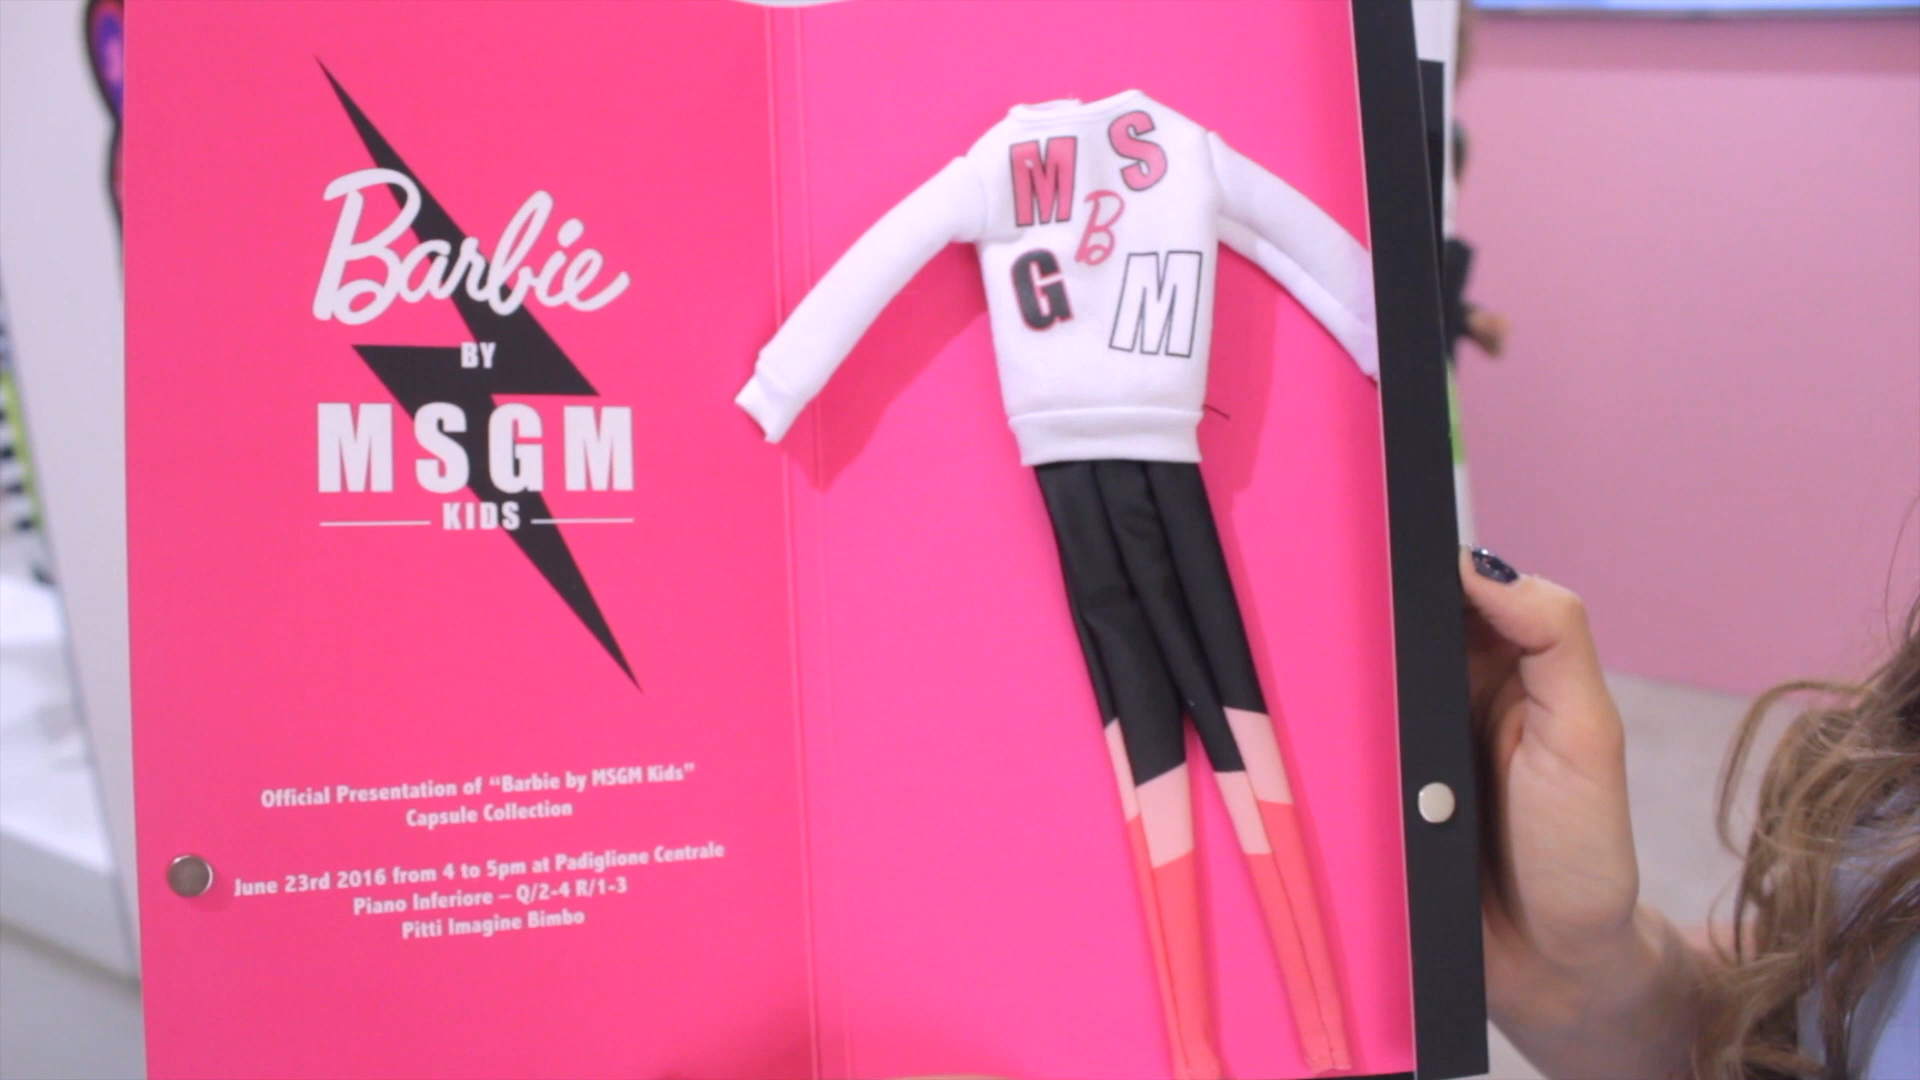 Barbie
BY
MSGM
KIDS
Official Presentation of “Barbie by MSGM Kids”
Capsule Collection
June 23rd 2016 from 4 to 5pm at Padiglione Centrale
Piano Inferiore – Q/2-4 R/1-3
Pitti Imagine Bimbo
M S
B
G M